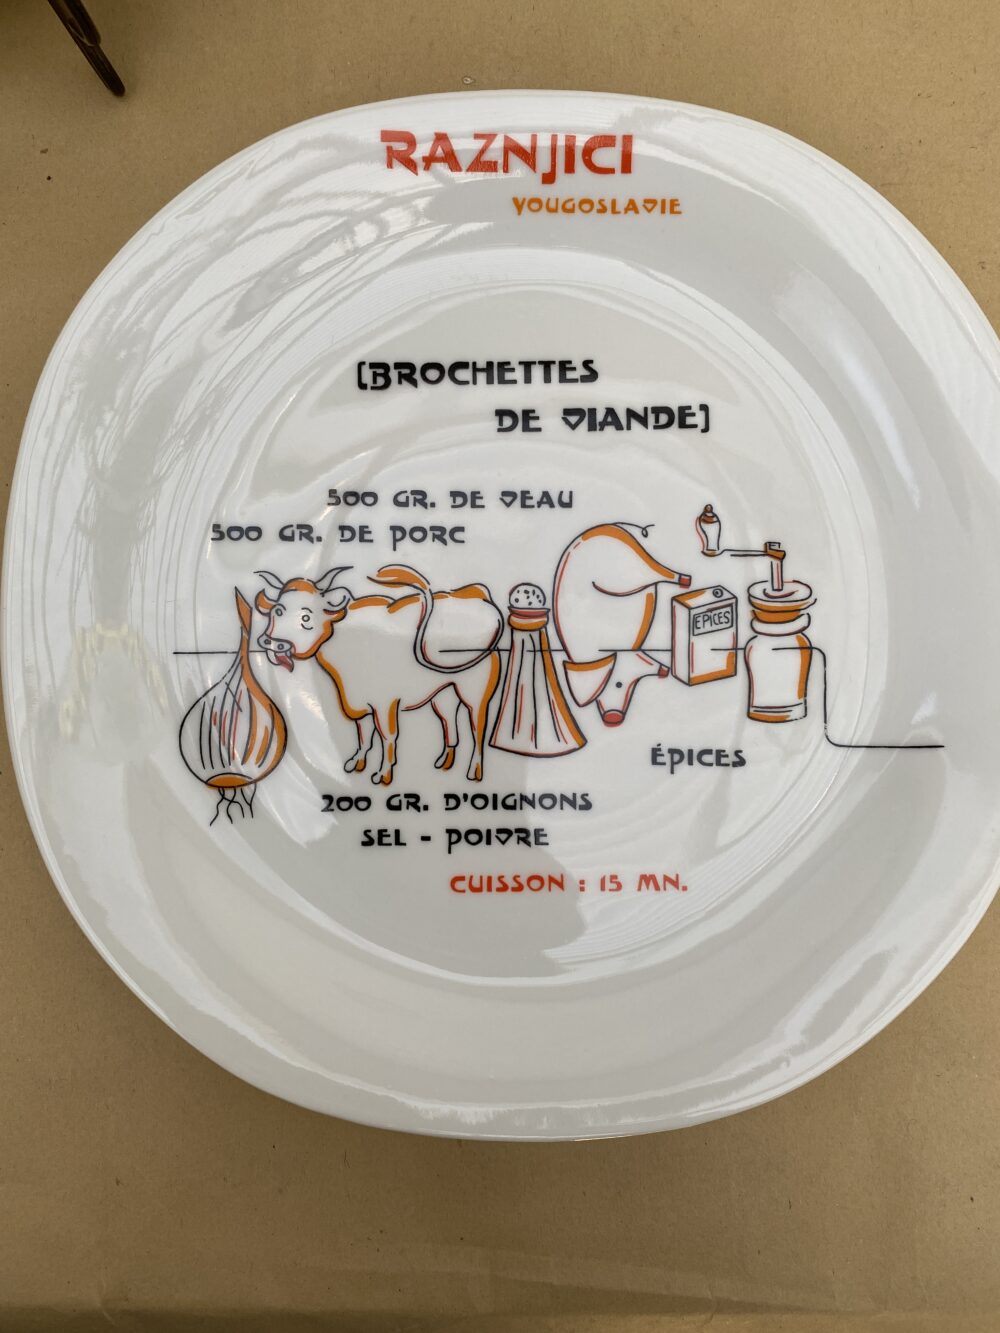 RAZNJICI
YOUGOSLAVIE
[BROCHETTES
DE VIANDE]
500 GR. DE VEAU
500 GR. DE PORC
EPICES
ÉPICES
200 GR. D'OIGNONS
SEL - POIVRE
CUISSON : 15 MN.